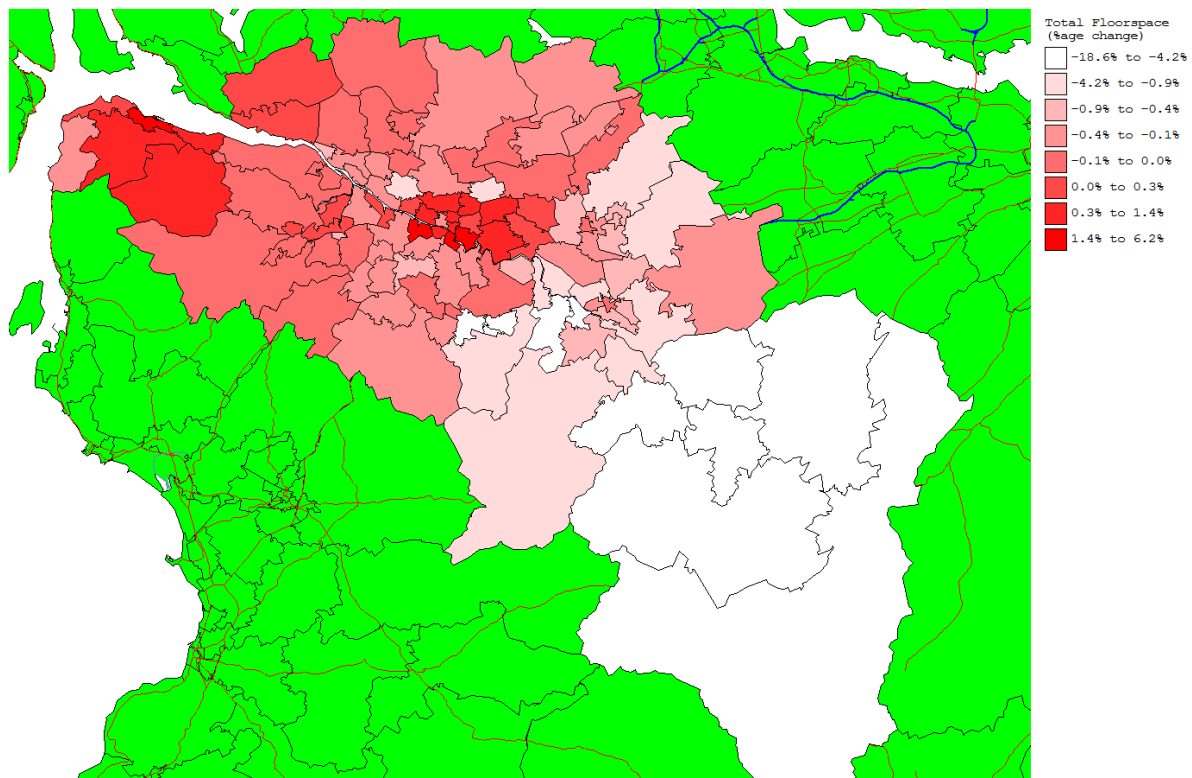 Total Floorspace
(%age change)
-18.6% to -4.2%
-4.2% to -0.9%
-0.9% to -0.4%
-0.4% to -0.1%
-0.1% to 0.0%
0.0% to 0.3%
0.3% to 1.4%
1.4% to 6.2%